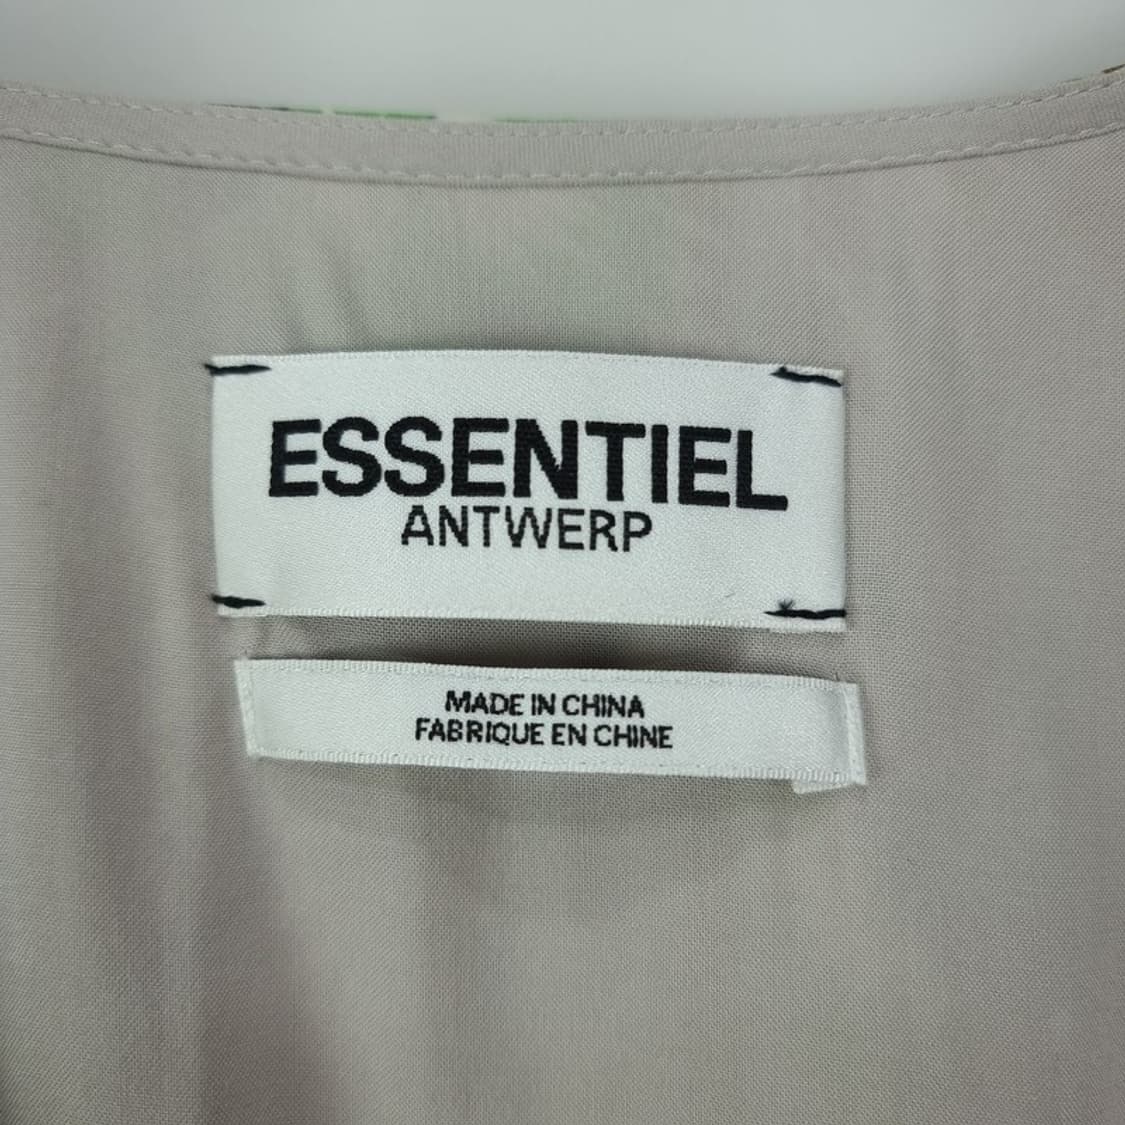 ESSENTIEL
ANTWERP
MADE IN CHINA
FABRIQUE EN CHINE